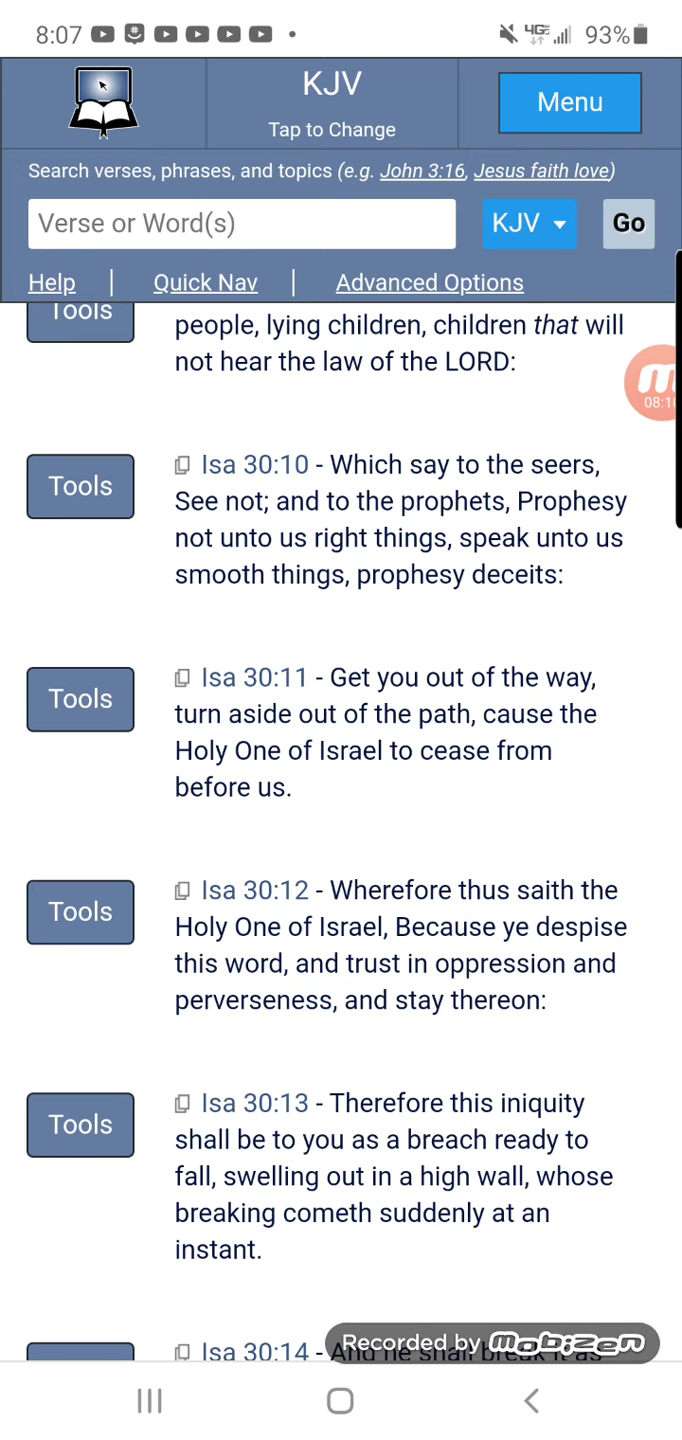 8:07
4GE 93%
KJV
Tap to Change
Menu
Search verses, phrases, and topics (e.g. John 3:16, Jesus faith love)
Verse or Word(s)
KJV
Go
Help | Quick Nav | Advanced Options
Tools
people, lying children, children that will
not hear the law of the LORD:
08:10
Tools
Isa 30:10 - Which say to the seers,
See not; and to the prophets, Prophesy
not unto us right things, speak unto us
smooth things, prophesy deceits:
Tools
Isa 30:11 - Get you out of the way,
turn aside out of the path, cause the
Holy One of Israel to cease from
before us.
Tools
Isa 30:12 - Wherefore thus saith the
Holy One of Israel, Because ye despise
this word, and trust in oppression and
perverseness, and stay thereon:
Tools
Isa 30:13 - Therefore this iniquity
shall be to you as a breach ready to
fall, swelling out in a high wall, whose
breaking cometh suddenly at an
instant.
Isa 30:14 - And he shall break it as
Recorded by mobizen